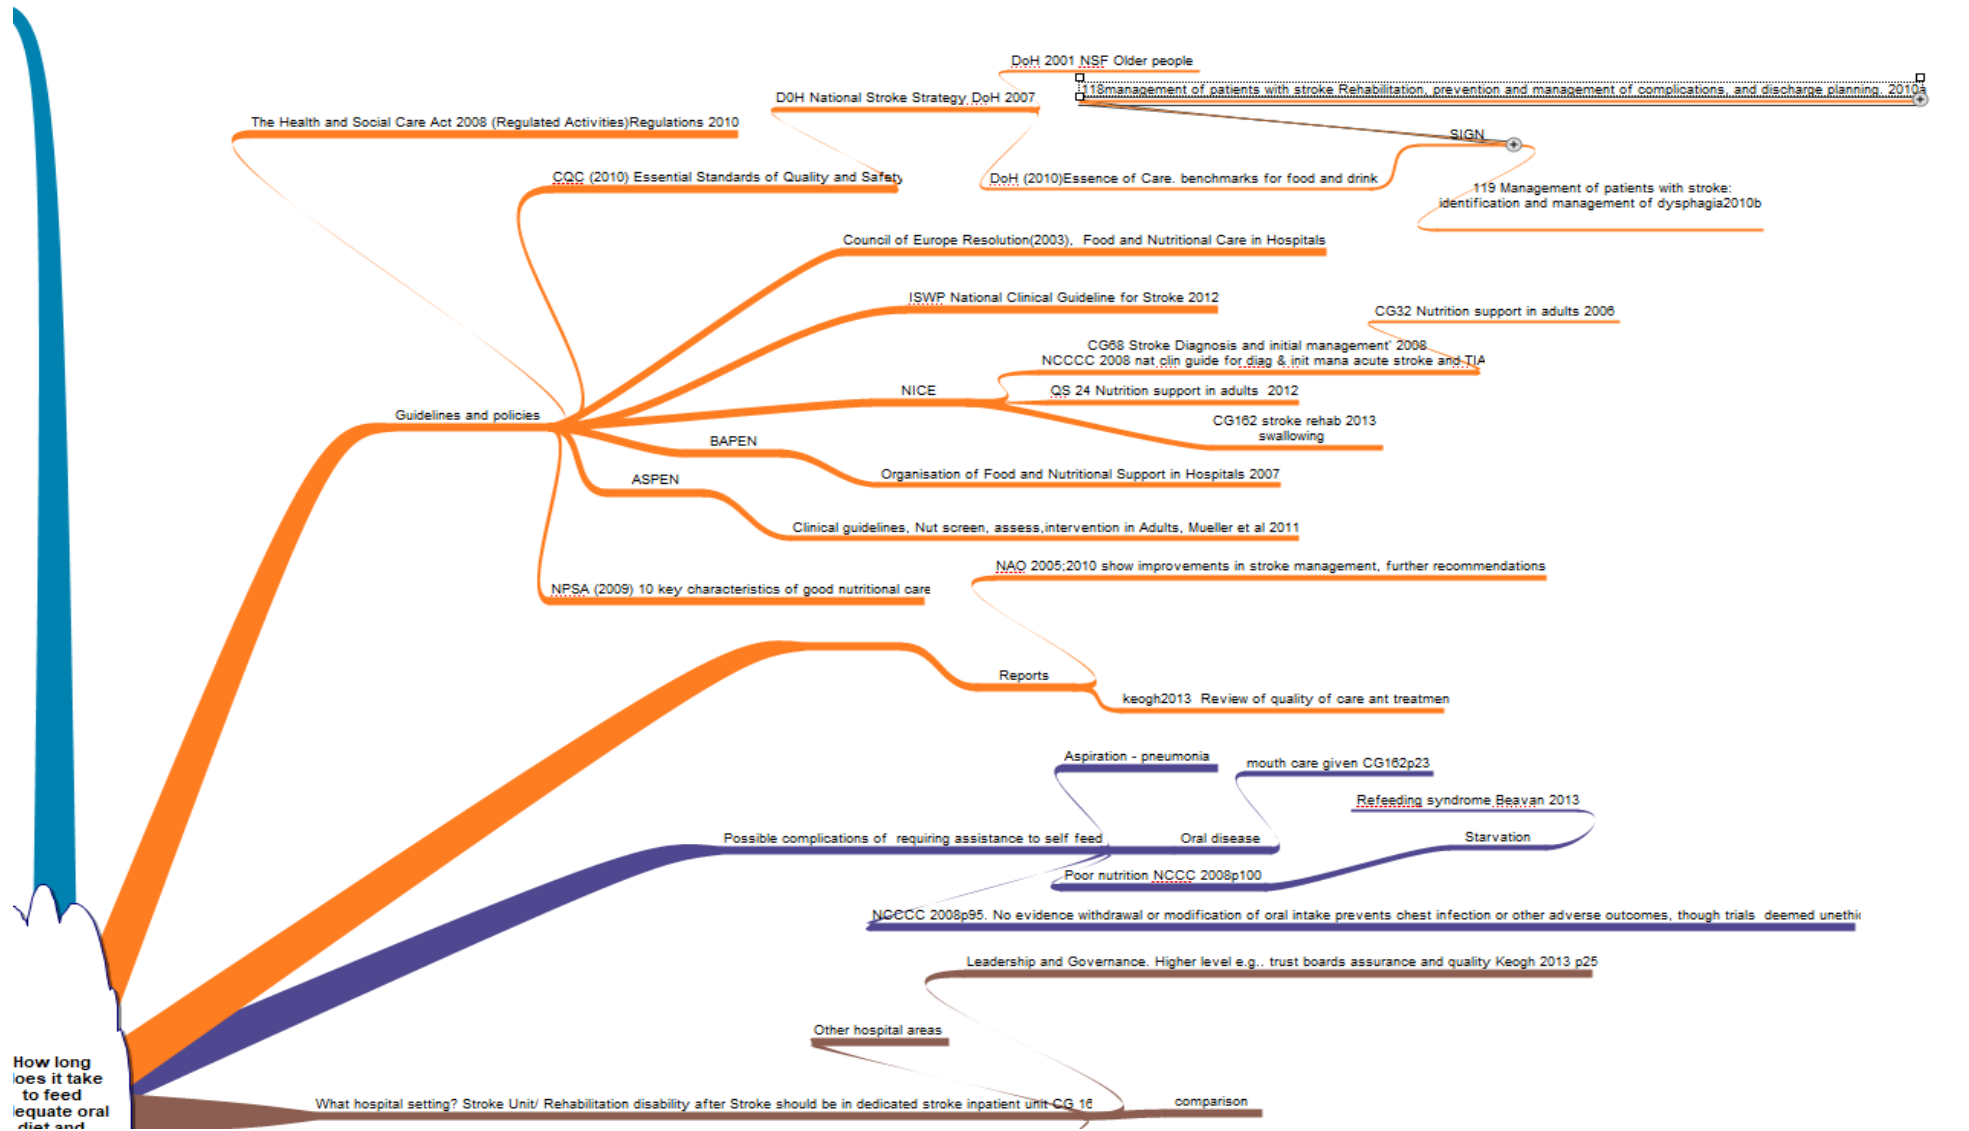 DoH 2001 NSF Older people
118management of patients with stroke Rehabilitation, prevention and management of complications, and discharge planning. 2010a
D0H National Stroke Strategy DoH 2007
The Health and Social Care Act 2008 (Regulated Activities)Regulations 2010
SIGN
CQC (2010) Essential Standards of Quality and Safety
DoH (2010)Essence of Care. benchmarks for food and drink
119 Management of patients with stroke:
identification and management of dysphagia2010b
Council of Europe Resolution(2003), Food and Nutritional Care in Hospitals
ISWP National Clinical Guideline for Stroke 2012
CG32 Nutrition support in adults 2006
CG68 Stroke Diagnosis and initial management' 2008
NCCCC 2008 nat clin guide for diag & init mana acute stroke and TIA
NICE
QS 24 Nutrition support in adults 2012
Guidelines and policies
CG162 stroke rehab 2013
swallowing
BAPEN
Organisation of Food and Nutritional Support in Hospitals 2007
ASPEN
Clinical guidelines, Nut screen, assess,intervention in Adults, Mueller et al 2011
NAO 2005;2010 show improvements in stroke management, further recommendations
NPSA (2009) 10 key characteristics of good nutritional care
Reports
keogh2013 Review of quality of care ant treatmen
Aspiration - pneumonia
mouth care given CG162p23
Refeeding syndrome Beavan 2013
Possible complications of requiring assistance to self feed
Oral disease
Starvation
Poor nutrition NCCC 2008p100
NCCCC 2008p95. No evidence withdrawal or modification of oral intake prevents chest infection or other adverse outcomes, though trials deemed unethi
Leadership and Governance. Higher level e.g.. trust boards assurance and quality Keogh 2013 p25
Other hospital areas
How long
oes it take
to feed
equate oral
diet and
What hospital setting? Stroke Unit/ Rehabilitation disability after Stroke should be in dedicated stroke inpatient unit CG 16
comparison